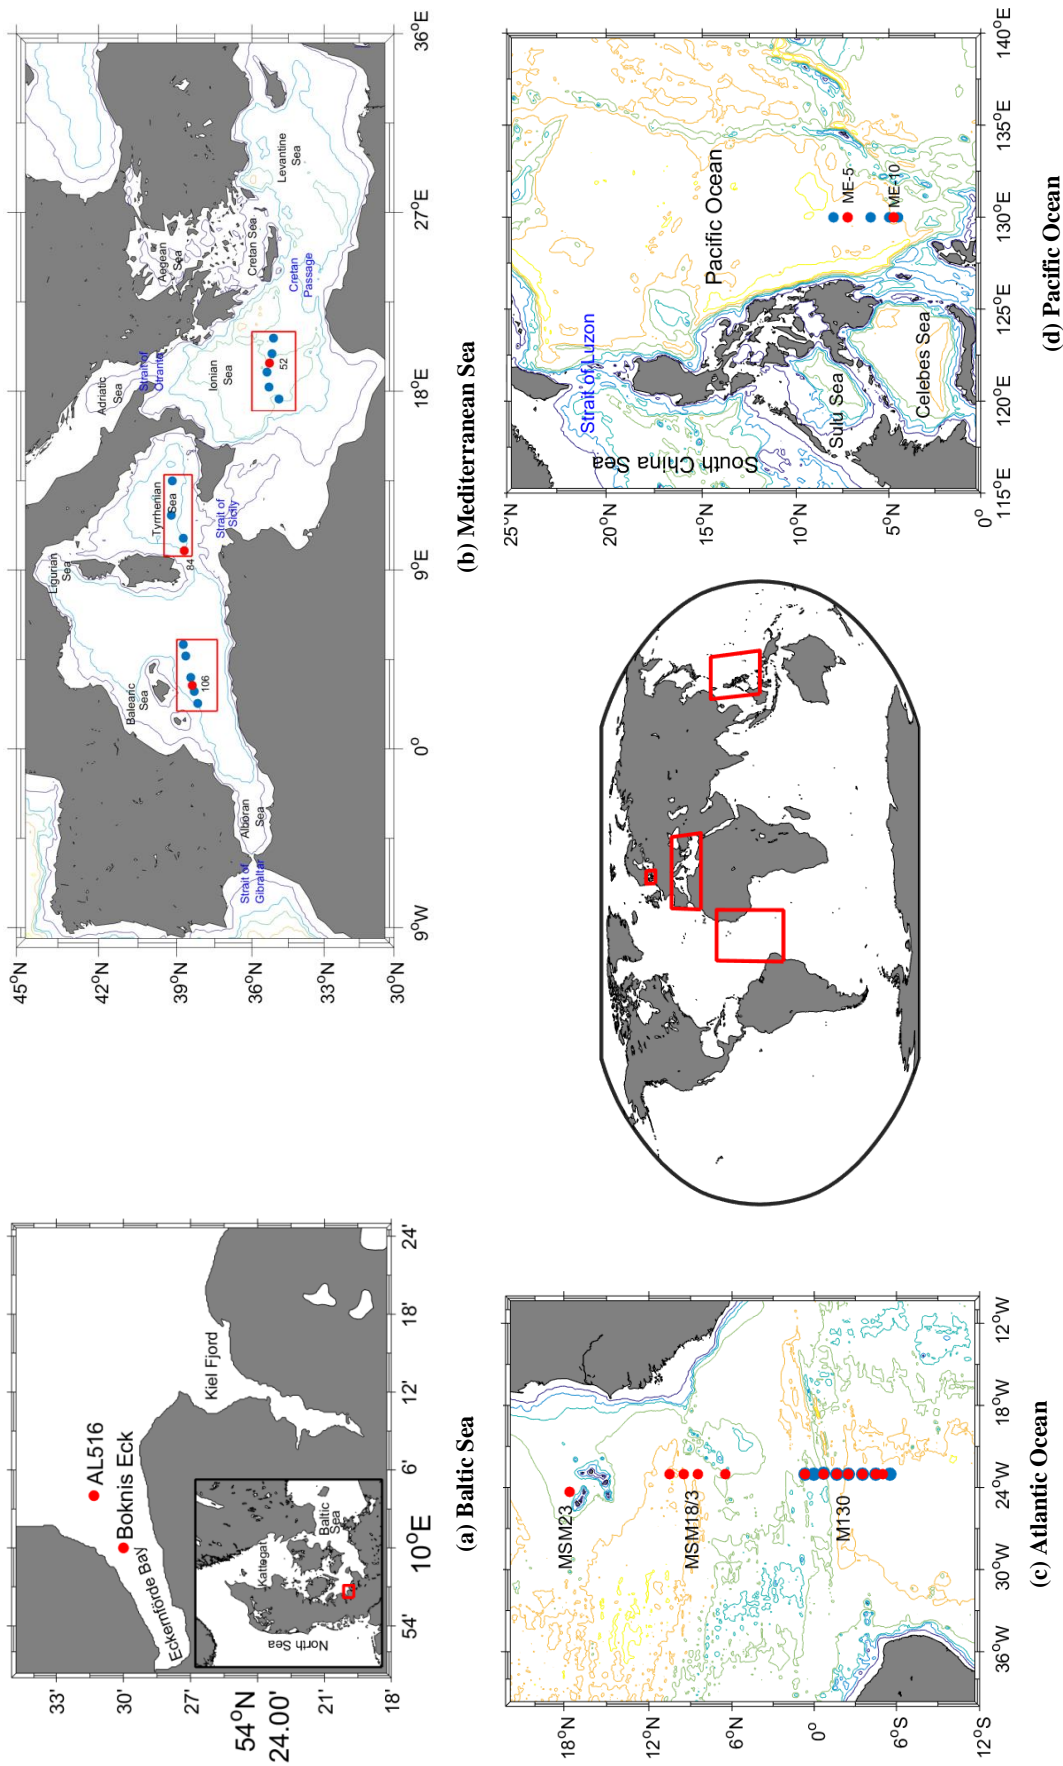 33'
30'
27'
54°N
24.00'
21
18'
54'
10°E
6'
12'
18'
24'
AL516
Boknis Eck
Eckernförde Bay
Kiel Fjord
North Sea
Kattegat
Baltic
Sea
(a) Baltic Sea
45°N
42°N
39°N
36°N
33°N
30°N
9°W
0°
9°E
18°E
27°E
36°E
Strait of
Gibraltar
Alboran
Sea
Balearic
Sea
106
Ligurian
Sea
84
Tyrrhenian
Sea
Strait of
Sicily
Adriatic
Sea
Strait of
Otranto
Ionian
Sea
52
Aegean
Sea
Cretan Sea
Cretan
Passage
Levantine
Sea
(b) Mediterranean Sea
18°N
12°N
6°N
0°
6°S
12°S
36°W
30°W
24°W
18°W
12°W
MSM23
MSM18/3
M130
(c) Atlantic Ocean
25°N
20°N
15°N
10°N
5°N
0
115°E
120°E
125°E
130°E
135°E
140°E
Strait of Luzon
South China Sea
Pacific Ocean
Sulu Sea
Celebes Sea
ME-5
ME-10
(d) Pacific Ocean